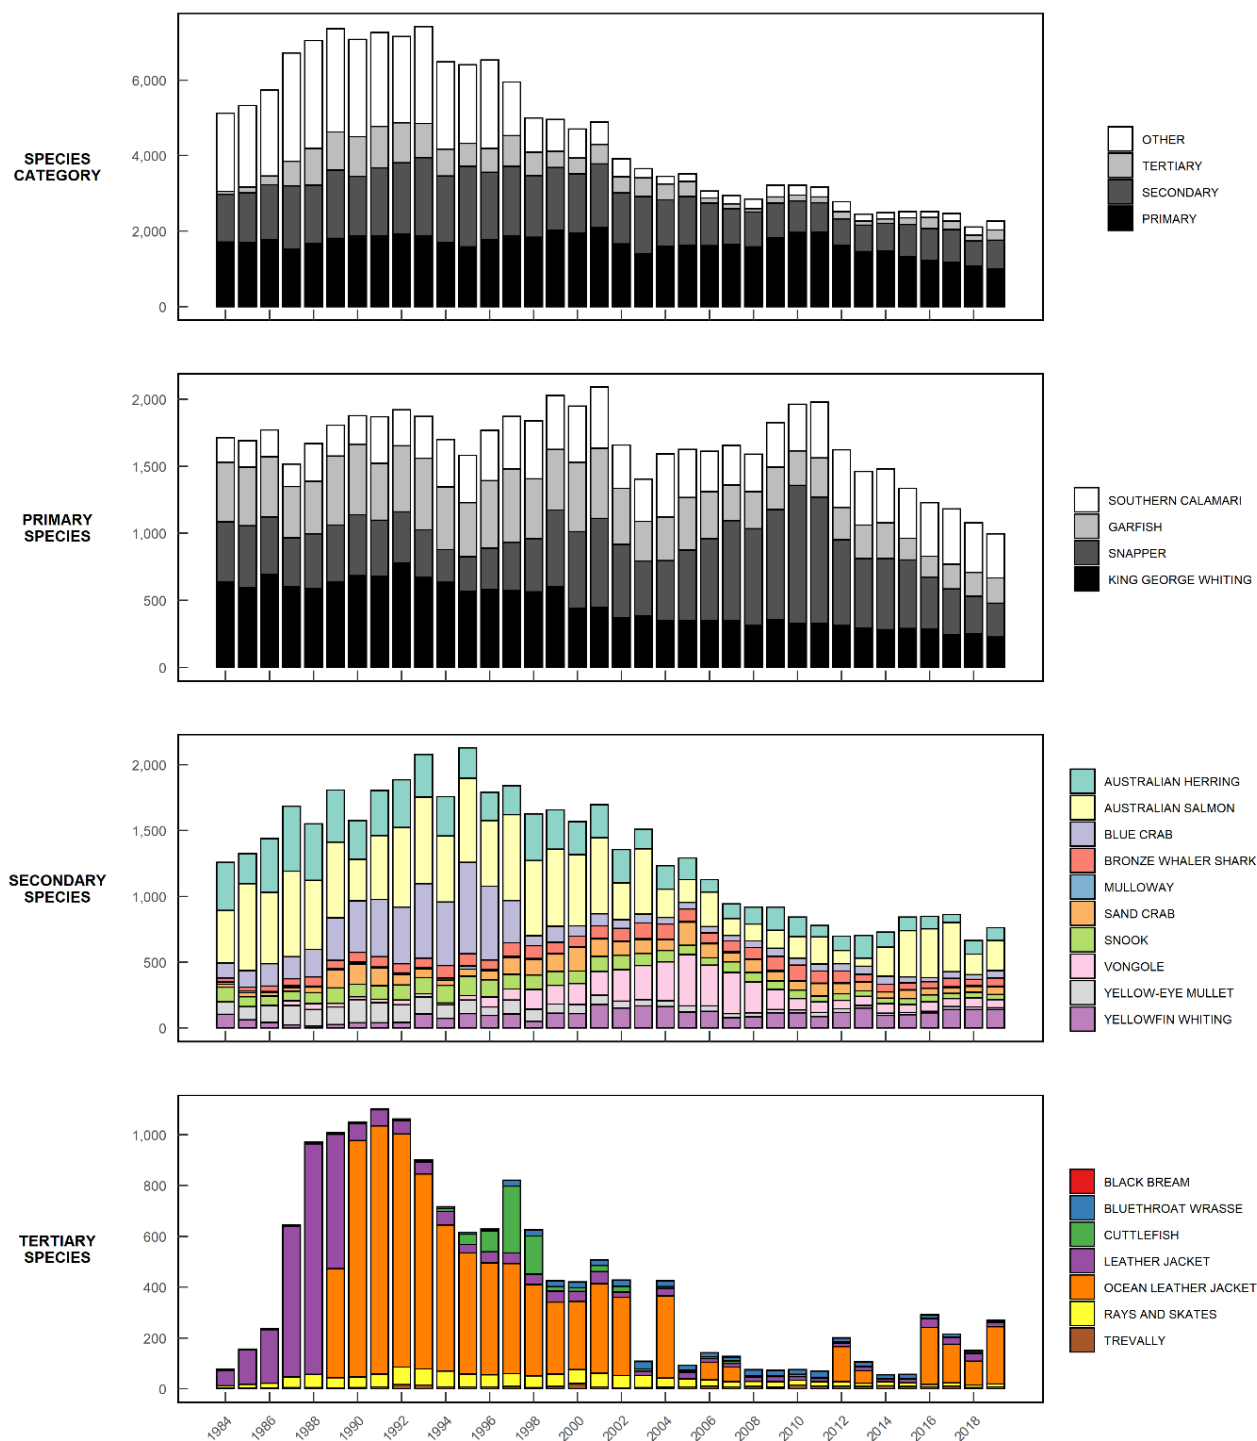 SPECIES
CATEGORY
6,000
4,000
2,000
0
OTHER
TERTIARY
SECONDARY
PRIMARY
PRIMARY
SPECIES
2,000
1,500
1,000
500
0
SOUTHERN CALAMARI
GARFISH
SNAPPER
KING GEORGE WHITING
SECONDARY
SPECIES
2,000
1,500
1,000
500
0
AUSTRALIAN HERRING
AUSTRALIAN SALMON
BLUE CRAB
BRONZE WHALER SHARK
MULLOWAY
SAND CRAB
SNOOK
VONGOLE
YELLOW-EYE MULLET
YELLOWFIN WHITING
TERTIARY
SPECIES
1,000
800
600
400
200
0
BLACK BREAM
BLUETHROAT WRASSE
CUTTLEFISH
LEATHER JACKET
OCEAN LEATHER JACKET
RAYS AND SKATES
TREVALLY
1984
1986
1988
1990
1992
1994
1996
1998
2000
2002
2004
2006
2008
2010
2012
2014
2016
2018